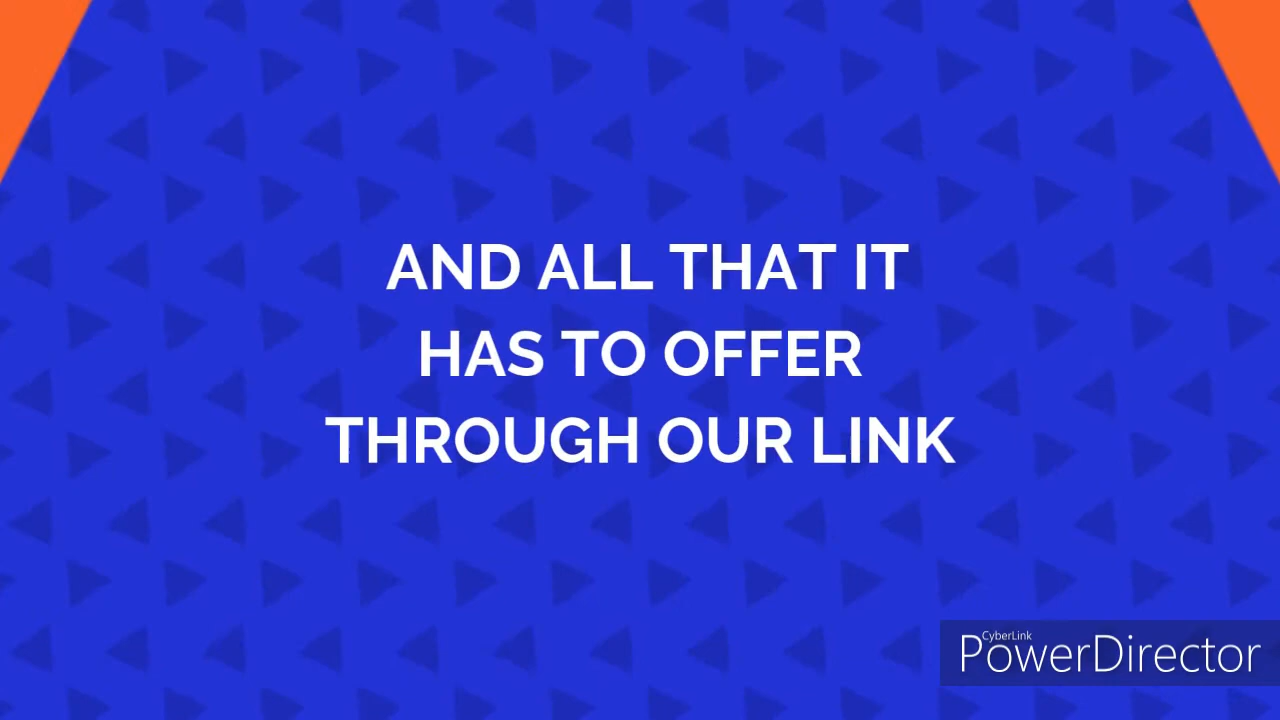 AND ALL THAT IT
HAS TO OFFER
THROUGH OUR LINK
CyberLink
PowerDirector